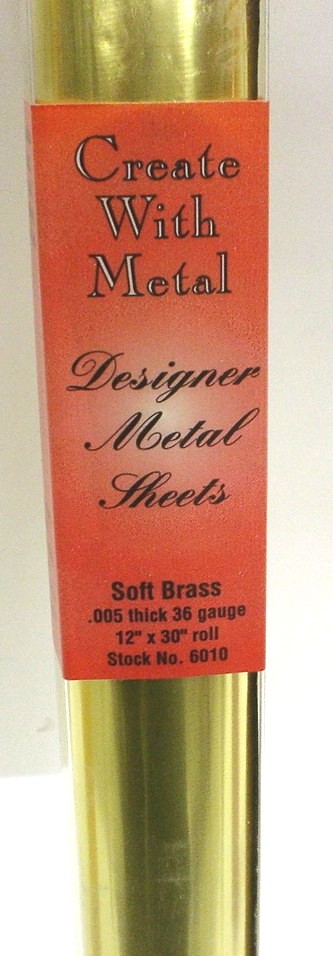 Create
With
Metal
Designer
Metal
Sheets
Soft Brass
.005 thick 36 gauge
12" x 30" roll
Stock No. 6010